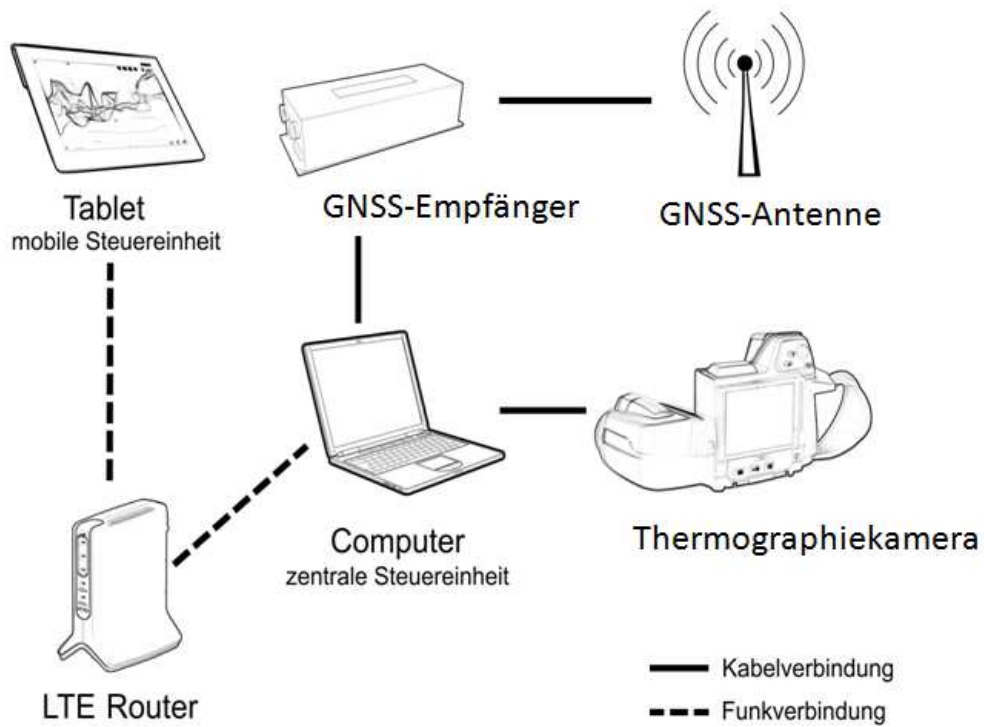 Tablet
mobile Steuereinheit
GNSS-Empfänger
GNSS-Antenne
Computer
zentrale Steuereinheit
Thermographiekamera
LTE Router
Kabelverbindung
Funkverbindung